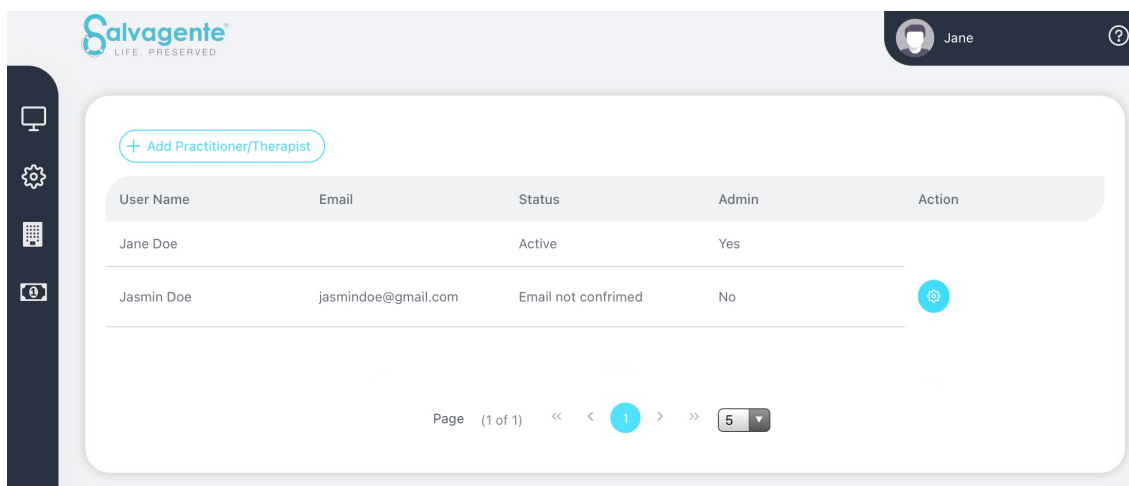 Salvagente®
LIFE. PRESERVED
Jane
?
+ Add Practitioner/Therapist
User Name Email Status Admin Action
Jane Doe Active Yes
Jasmin Doe jasmindoe@gmail.com Email not confrimed No
Page (1 of 1) << < 1 > >> 5